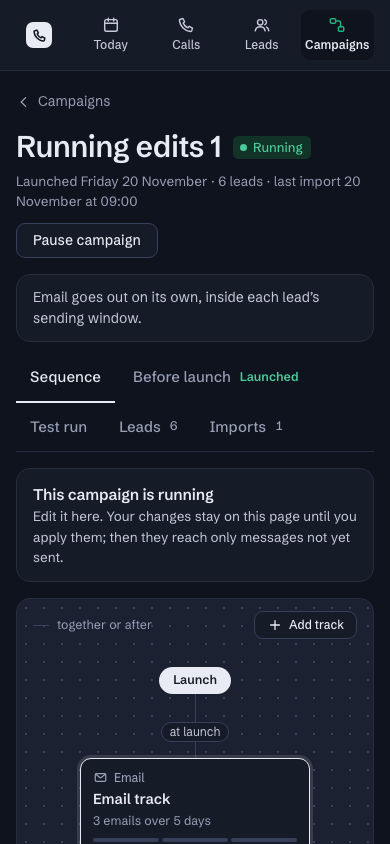 Today
Calls
Leads
Campaigns
Campaigns
Running edits 1
Running
Launched Friday 20 November · 6 leads · last import 20
November at 09:00
Pause campaign
Email goes out on its own, inside each lead's
sending window.
Sequence
Before launch Launched
Test run
Leads 6
Imports 1
This campaign is running
Edit it here. Your changes stay on this page until you
apply them; then they reach only messages not yet
sent.
together or after
+ Add track
Launch
at launch
Email
Email track
3 emails over 5 days